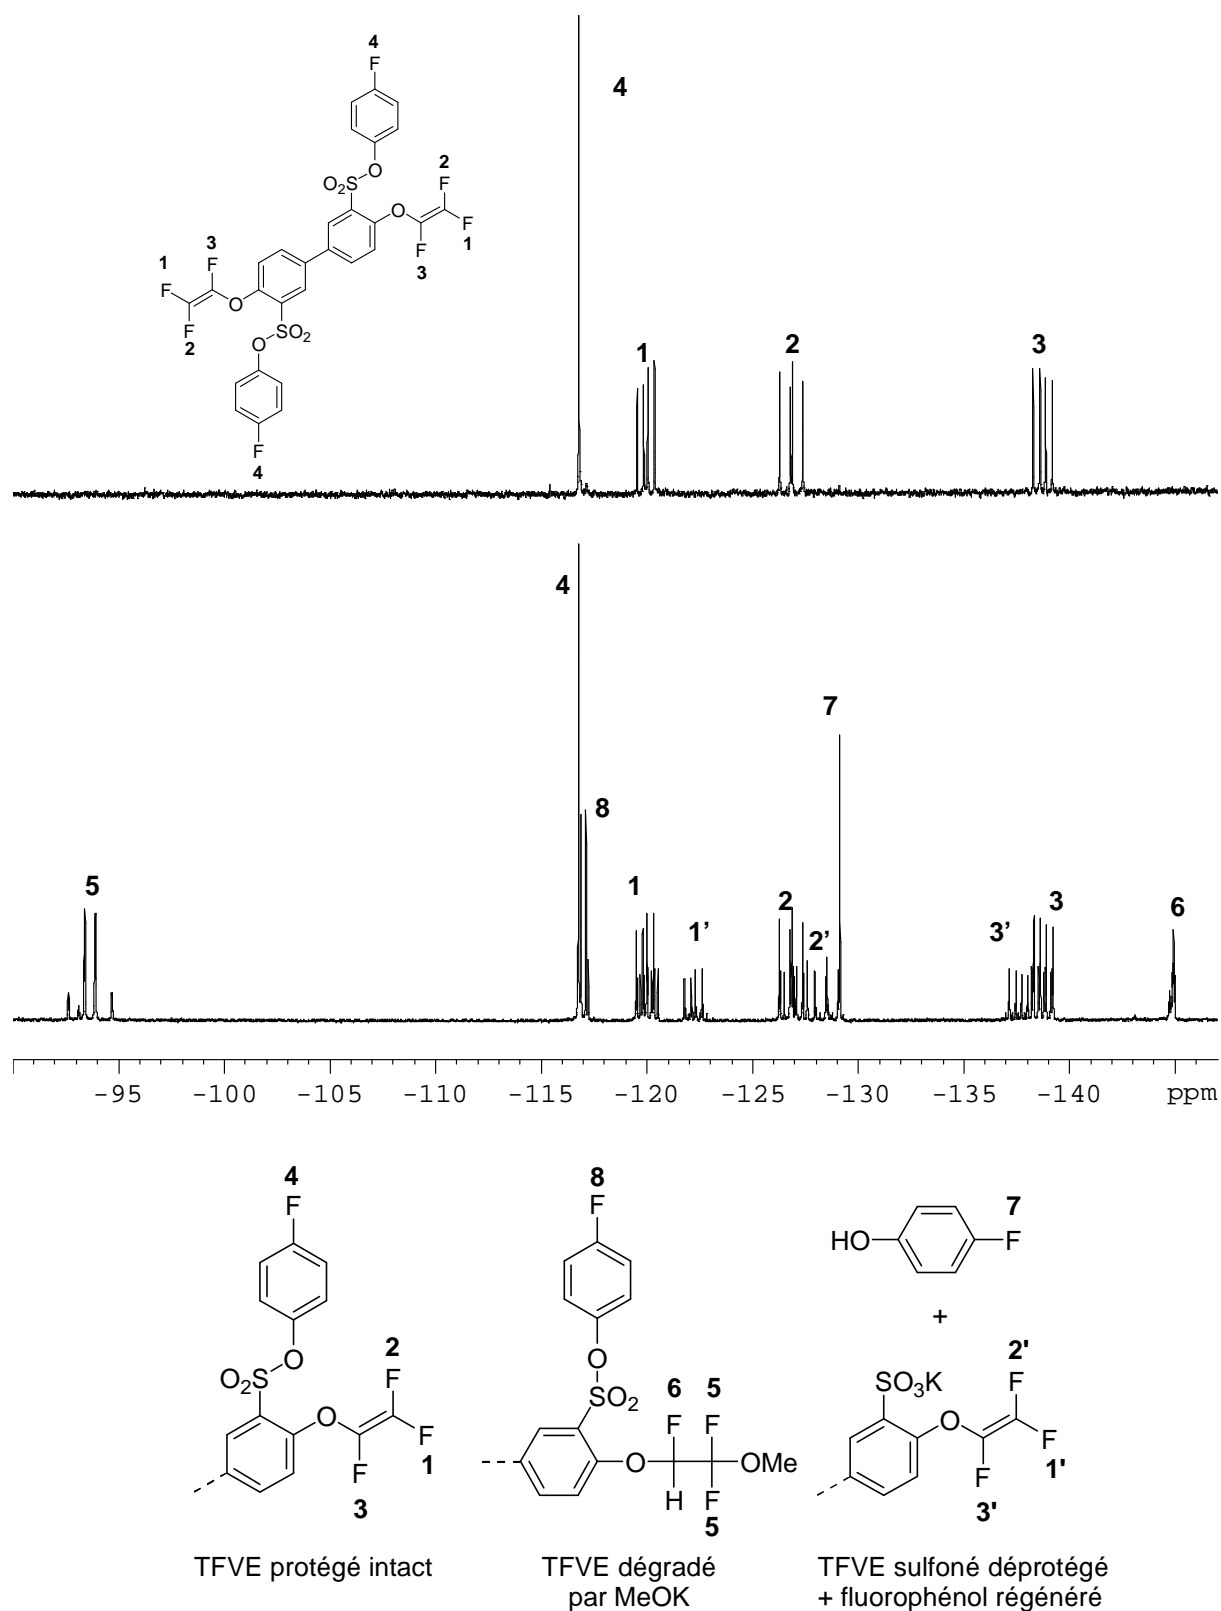 4
F
O
O2S
2
F
O
F
1
F
3
3
1
F
F
O
F
2
SO2
O
F
4
4
1
2
3
4
8
7
5
1
1’
2
2’
3’
3
6
-95 -100 -105 -110 -115 -120 -125 -130 -135 -140 ppm
4
F
O
O2S
2
F
O
F
1
F
3
TFVE protégé intact
8
F
O
S
SO2
6 5
F F
O OMe
H F
5
TFVE dégradé
par MeOK
7
HO F
+
2'
SO3K
F
O
F
1'
F
3'
TFVE sulfoné déprotégé
+ fluorophénol régénéré